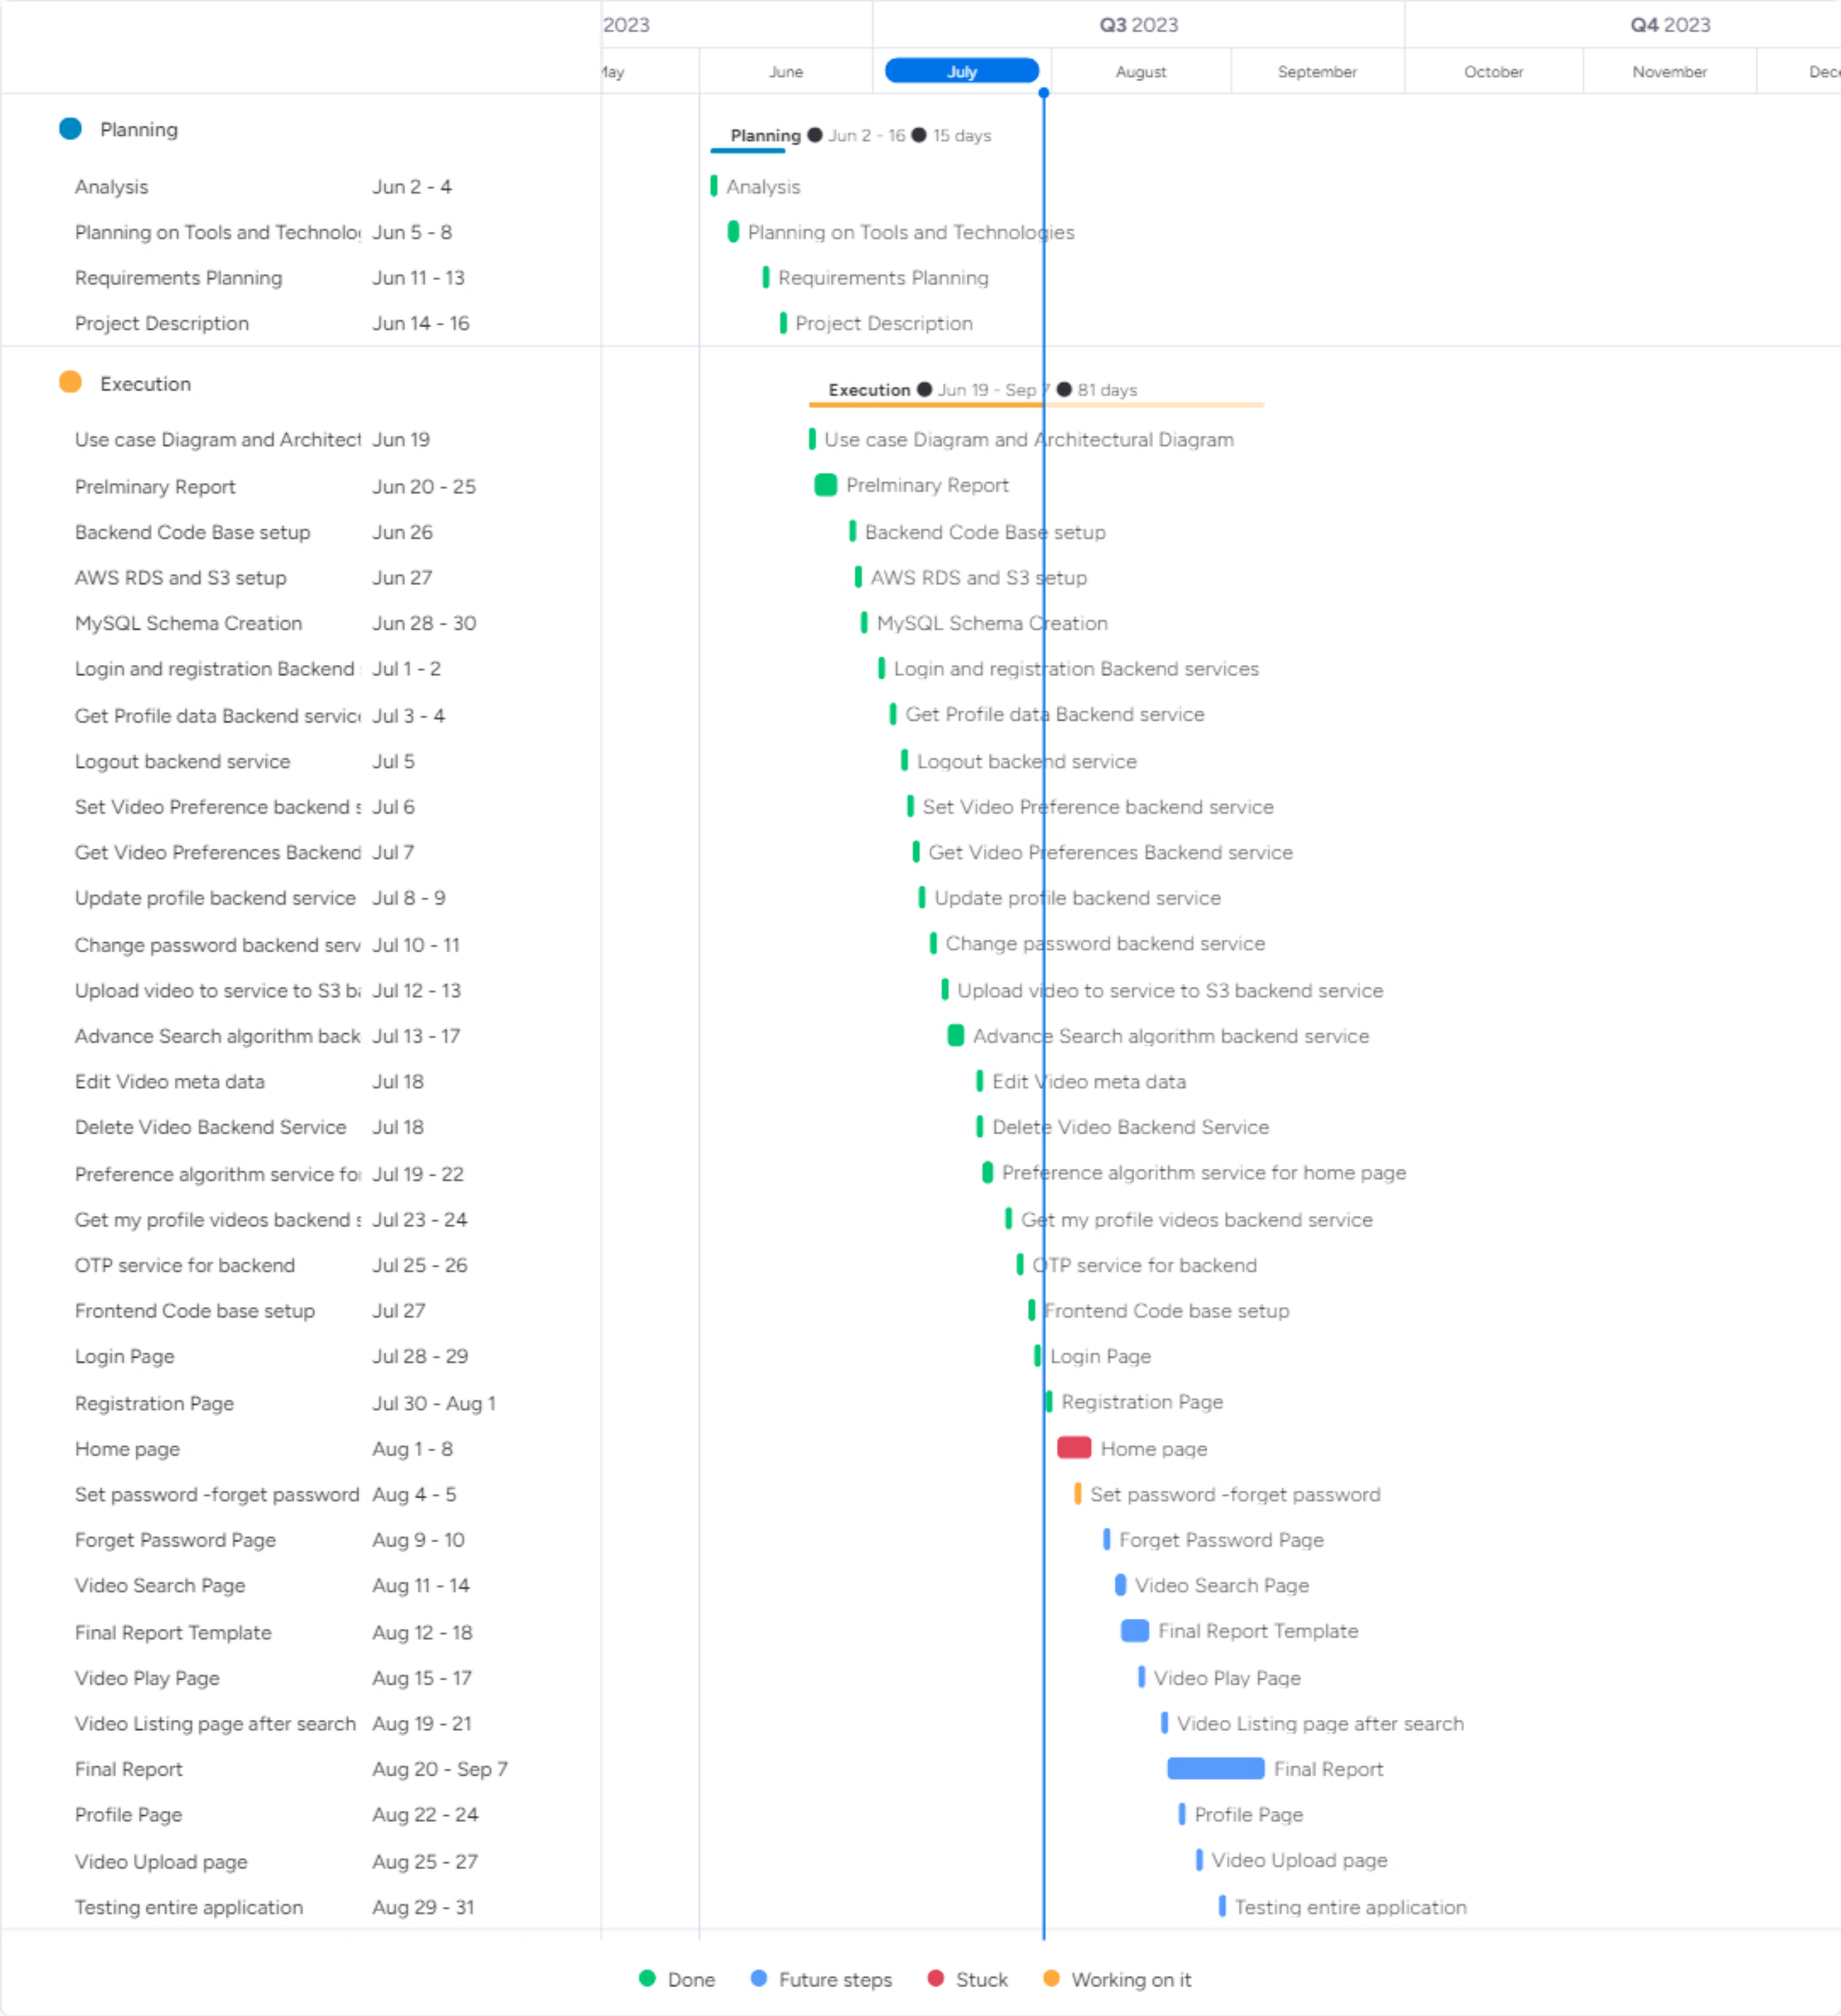 2023 Q3 2023 Q4 2023
May June July August September October November Dece
Planning
Planning Jun 2 - 16 15 days
Analysis Jun 2 - 4 Analysis
Planning on Tools and Technolog Jun 5 - 8 Planning on Tools and Technologies
Requirements Planning Jun 11 - 13 Requirements Planning
Project Description Jun 14 - 16 Project Description
Execution
Execution Jun 19 - Sep 7 81 days
Use case Diagram and Architect Jun 19 Use case Diagram and Architectural Diagram
Prelminary Report Jun 20 - 25 Prelminary Report
Backend Code Base setup Jun 26 Backend Code Base setup
AWS RDS and S3 setup Jun 27 AWS RDS and S3 setup
MySQL Schema Creation Jun 28 - 30 MySQL Schema Creation
Login and registration Backend Jul 1 - 2 Login and registration Backend services
Get Profile data Backend servic Jul 3 - 4 Get Profile data Backend service
Logout backend service Jul 5 Logout backend service
Set Video Preference backend s Jul 6 Set Video Preference backend service
Get Video Preferences Backend Jul 7 Get Video Preferences Backend service
Update profile backend service Jul 8 - 9 Update profile backend service
Change password backend serv Jul 10 - 11 Change password backend service
Upload video to service to S3 ba Jul 12 - 13 Upload video to service to S3 backend service
Advance Search algorithm back Jul 13 - 17 Advance Search algorithm backend service
Edit Video meta data Jul 18 Edit Video meta data
Delete Video Backend Service Jul 18 Delete Video Backend Service
Preference algorithm service fo Jul 19 - 22 Preference algorithm service for home page
Get my profile videos backend s Jul 23 - 24 Get my profile videos backend service
OTP service for backend Jul 25 - 26 OTP service for backend
Frontend Code base setup Jul 27 Frontend Code base setup
Login Page Jul 28 - 29 Login Page
Registration Page Jul 30 - Aug 1 Registration Page
Home page Aug 1 - 8 Home page
Set password -forget password Aug 4 - 5 Set password -forget password
Forget Password Page Aug 9 - 10 Forget Password Page
Video Search Page Aug 11 - 14 Video Search Page
Final Report Template Aug 12 - 18 Final Report Template
Video Play Page Aug 15 - 17 Video Play Page
Video Listing page after search Aug 19 - 21 Video Listing page after search
Final Report Aug 20 - Sep 7 Final Report
Profile Page Aug 22 - 24 Profile Page
Video Upload page Aug 25 - 27 Video Upload page
Testing entire application Aug 29 - 31 Testing entire application
Done Future steps Stuck Working on it